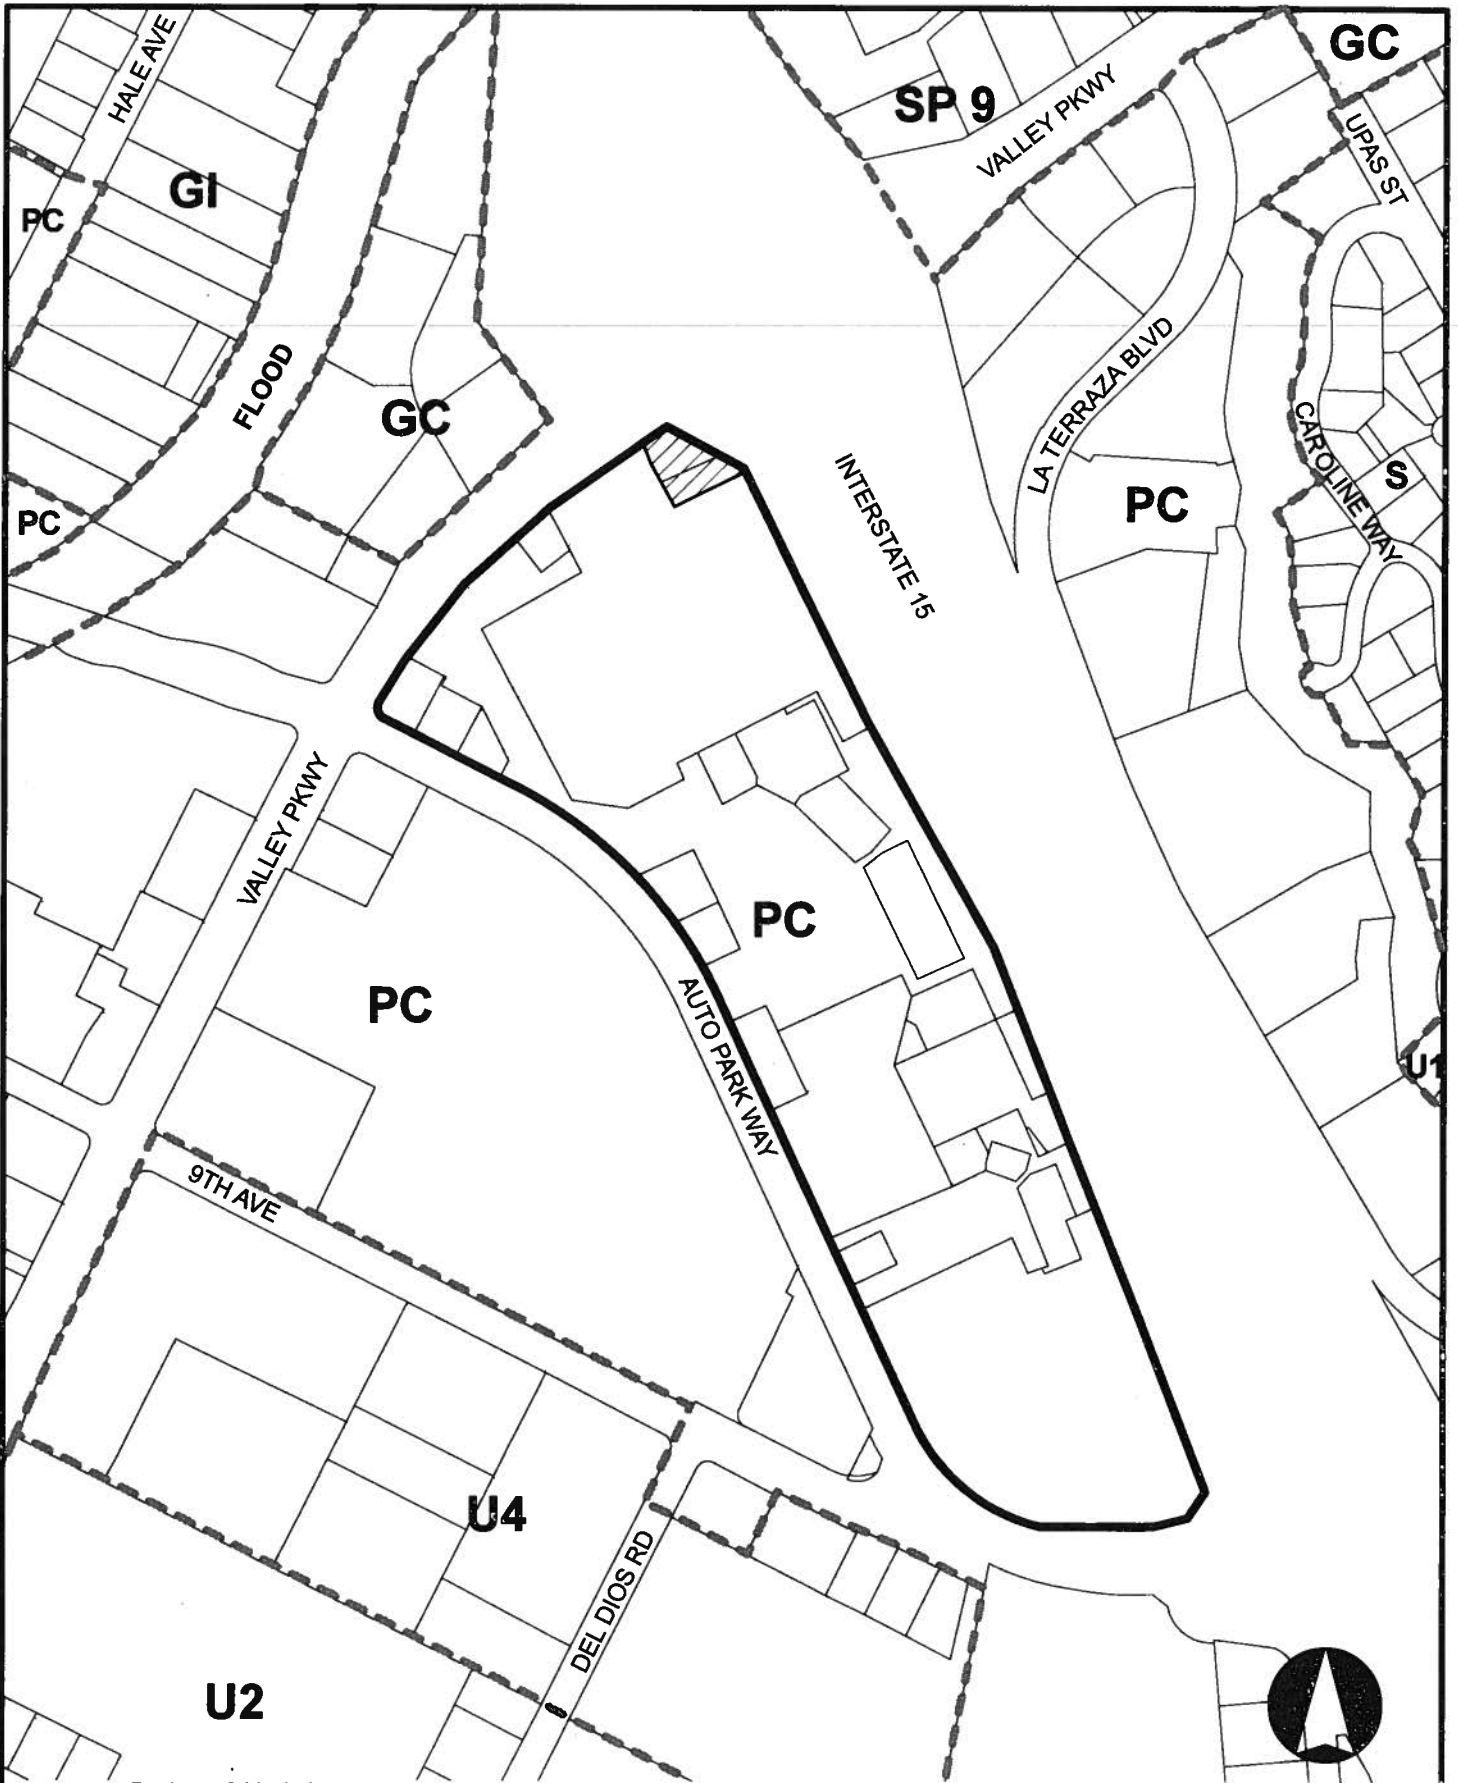 GC
HALE AVE
SP 9
VALLEY PKWY
UPAS ST
GI
PC
FLOOD
GC
LA TERRAZA BLVD
CAROLINE WAY
S
INTERSTATE 15
PC
PC
VALLEY PKWY
PC
PC
AUTO PARK WAY
U1
9TH AVE
U4
DEL DIOS RD
U2